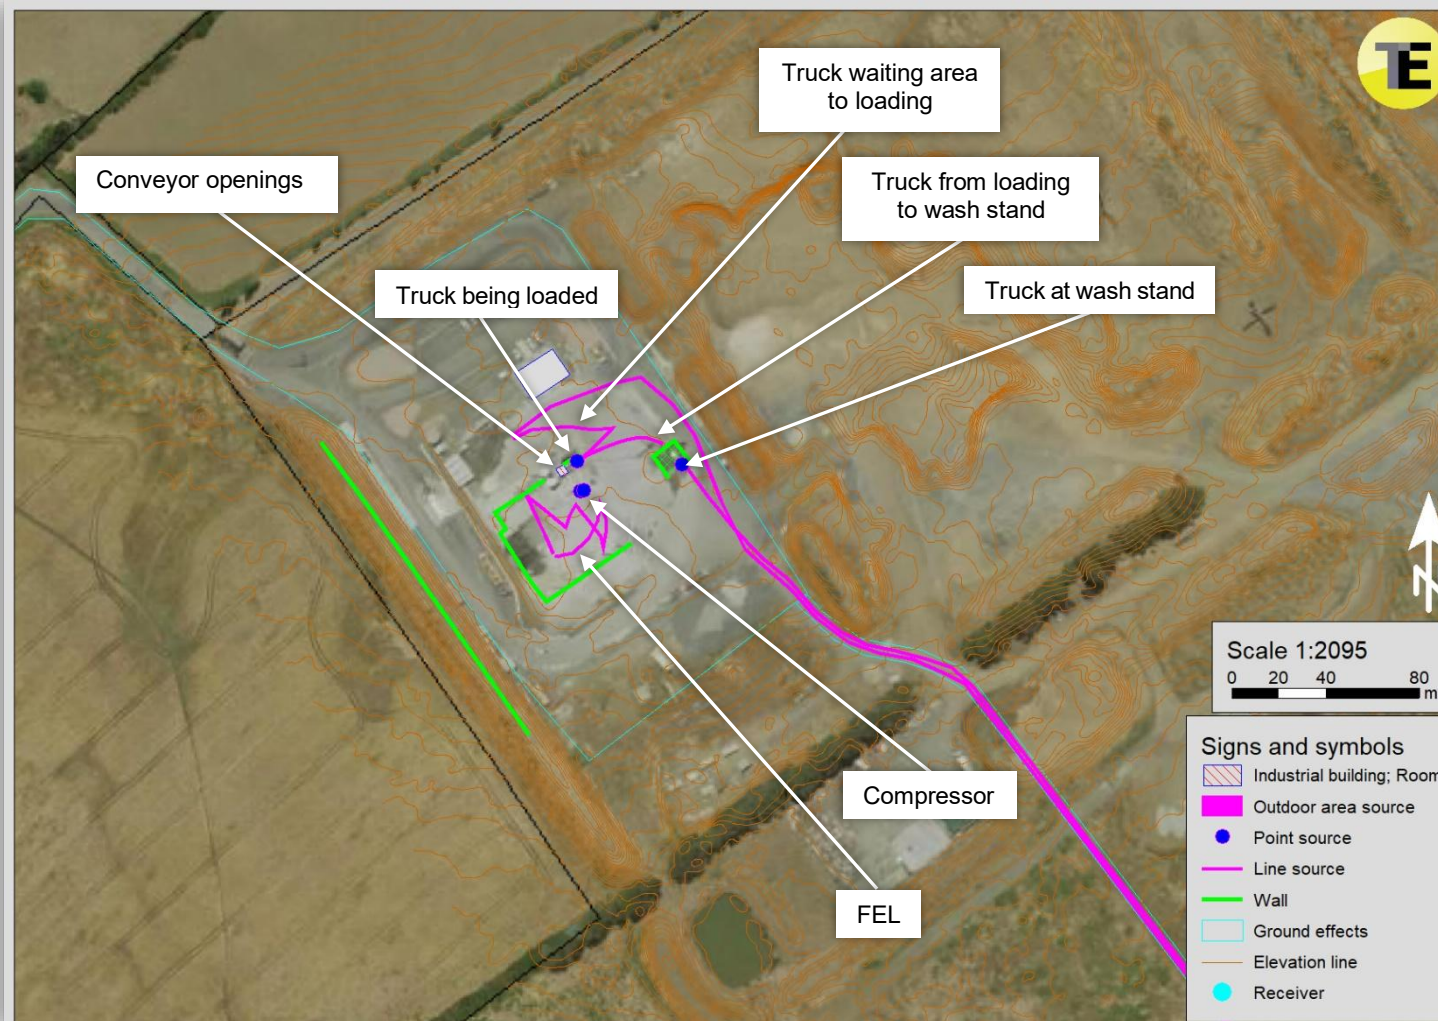 TE
Truck waiting area
to loading
Conveyor openings
Truck from loading
to wash stand
Truck being loaded
Truck at wash stand
Scale 1:2095
0 20 40 80
m
Signs and symbols
Industrial building; Room
Outdoor area source
Point source
Line source
Wall
Ground effects
Elevation line
Receiver
Compressor
FEL
N